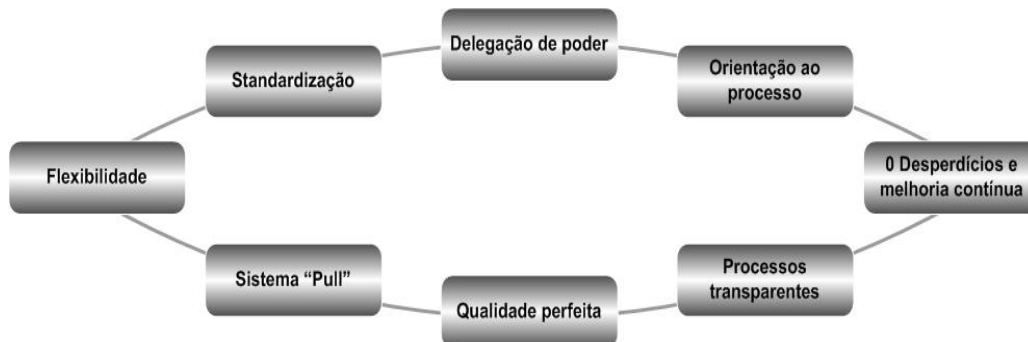 Delegação de poder
Standardização
Orientação ao
processo
Flexibilidade
0 Desperdícios e
melhoria contínua
Sistema “Pull”
Processos
transparentes
Qualidade perfeita